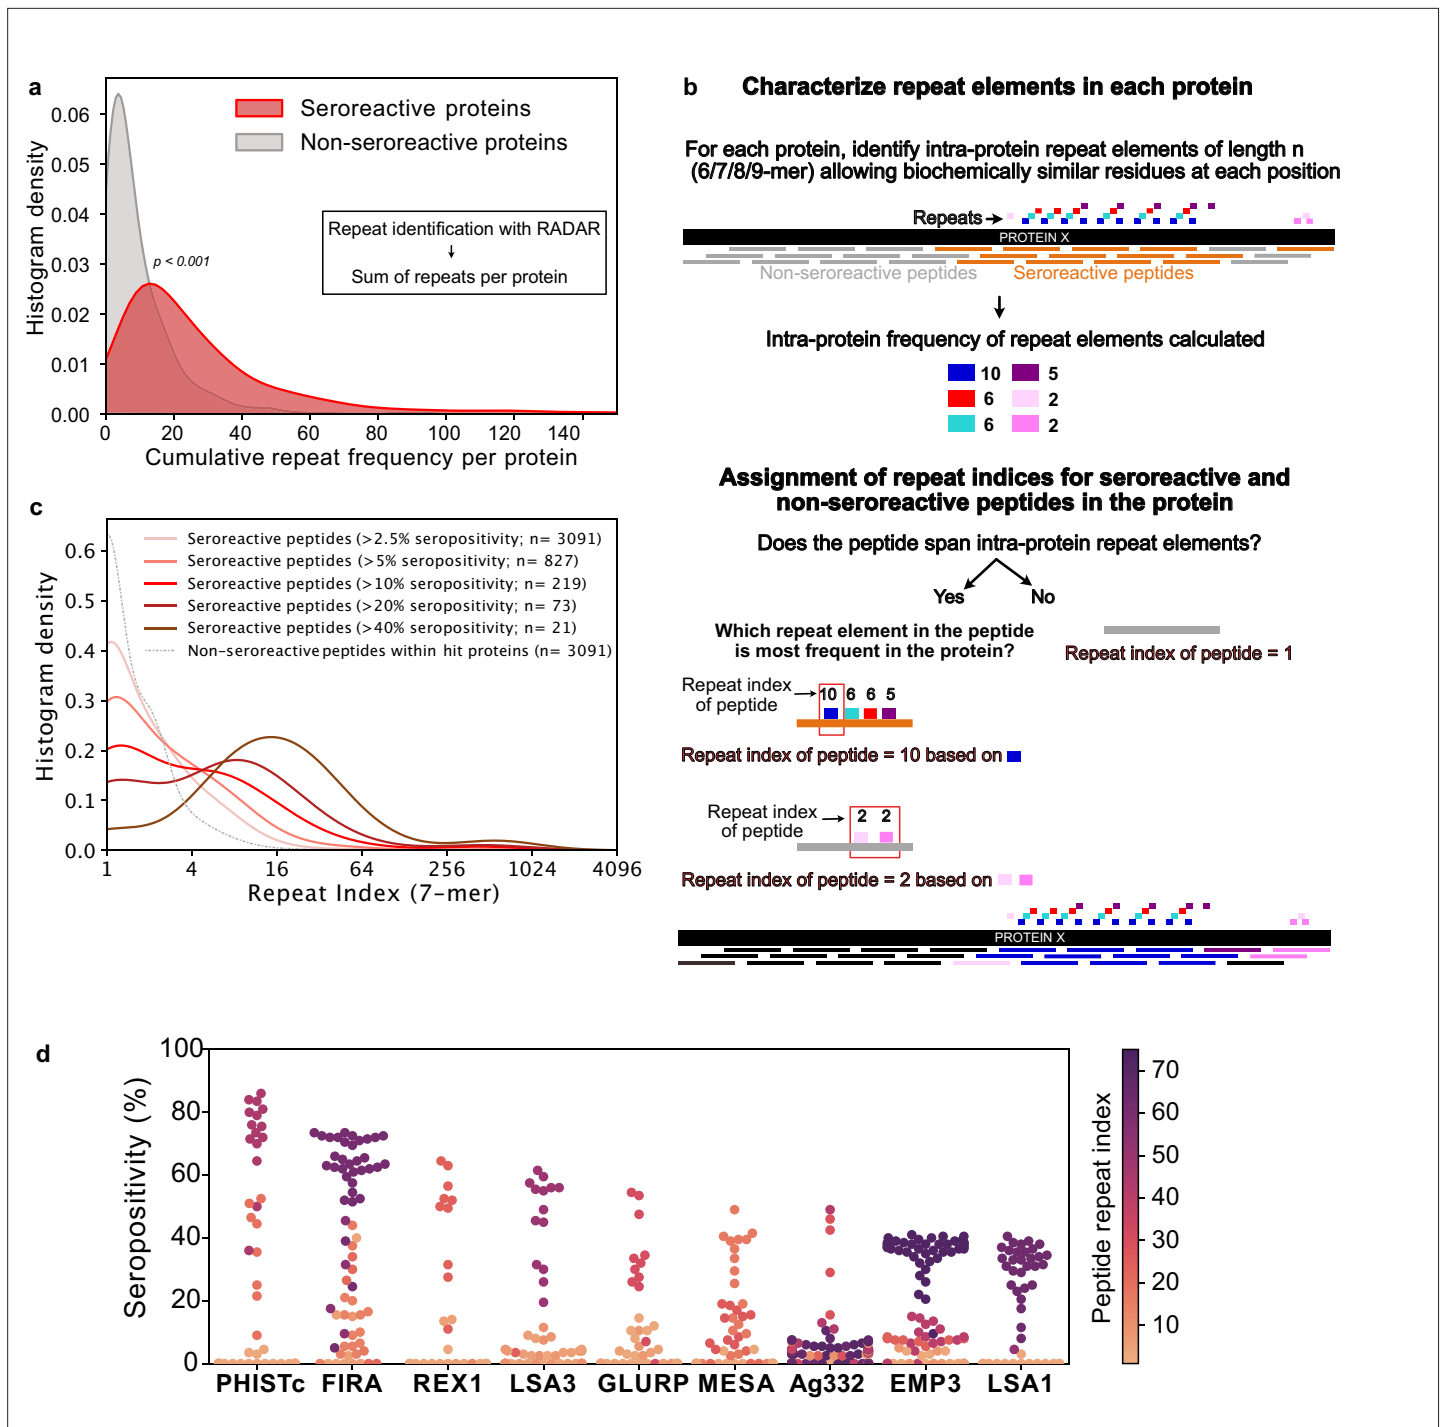 a
0.06
0.05
0.04
0.03
0.02
0.01
0.00
Histogram density
Seroreactive proteins
Non-seroreactive proteins
Repeat identification with RADAR
Sum of repeats per protein
p < 0.001
0 20 40 60 80 100 120 140
Cumulative repeat frequency per protein
b
Characterize repeat elements in each protein
For each protein, identify intra-protein repeat elements of length n
(6/7/8/9-mer) allowing biochemically similar residues at each position
Repeats
PROTEIN X
Non-seroreactive peptides Seroreactive peptides
Intra-protein frequency of repeat elements calculated
10 5
6 2
6 2
Assignment of repeat indices for seroreactive and
non-seroreactive peptides in the protein
Does the peptide span intra-protein repeat elements?
Yes No
Which repeat element in the peptide
is most frequent in the protein?
Repeat index of peptide = 1
Repeat index
of peptide
10 6 6 5
Repeat index of peptide = 10 based on
Repeat index
of peptide
2 2
Repeat index of peptide = 2 based on
PROTEIN X
c
0.6
0.5
0.4
0.3
0.2
0.1
0.0
Histogram density
Seroreactive peptides (>2.5% seropositivity; n= 3091)
Seroreactive peptides (>5% seropositivity; n= 827)
Seroreactive peptides (>10% seropositivity; n= 219)
Seroreactive peptides (>20% seropositivity; n= 73)
Seroreactive peptides (>40% seropositivity; n= 21)
Non-seroreactive peptides within hit proteins (n= 3091)
1 4 16 64 256 1024 4096
Repeat Index (7-mer)
d
100
80
60
40
20
0
Seropositivity (%)
PHISTc FIRA REX1 LSA3 GLURP MESA Ag332 EMP3 LSA1
70
60
50
40
30
20
10
Peptide repeat index